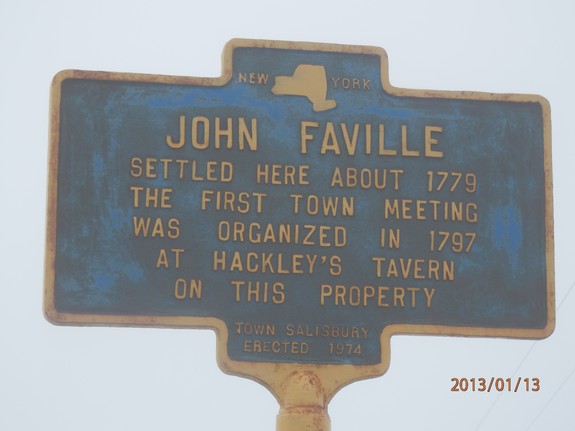 NEW YORK
JOHN FAVILLE
SETTLED HERE ABOUT 1779
THE FIRST TOWN MEETING
WAS ORGANIZED IN 1797
AT HACKLEY'S TAVERN
ON THIS PROPERTY
TOWN SALISBURY
ERECTED 1974
2013/01/13